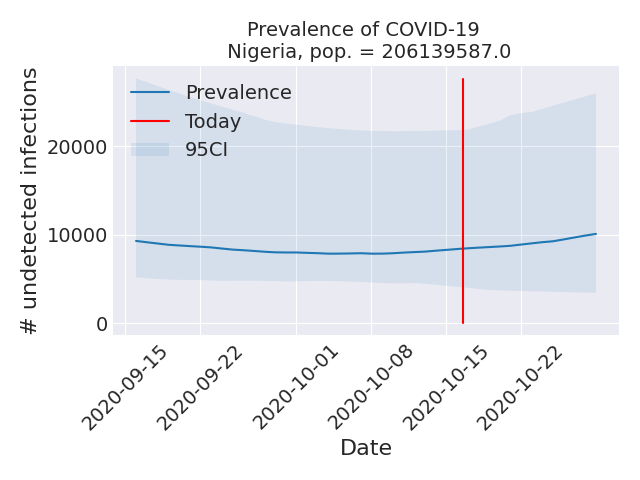 Prevalence of COVID-19
Nigeria, pop. = 206139587.0
# undetected infections
20000
10000
0
Prevalence
Today
95CI
2020-09-15
2020-09-22
2020-10-01
2020-10-08
2020-10-15
2020-10-22
Date